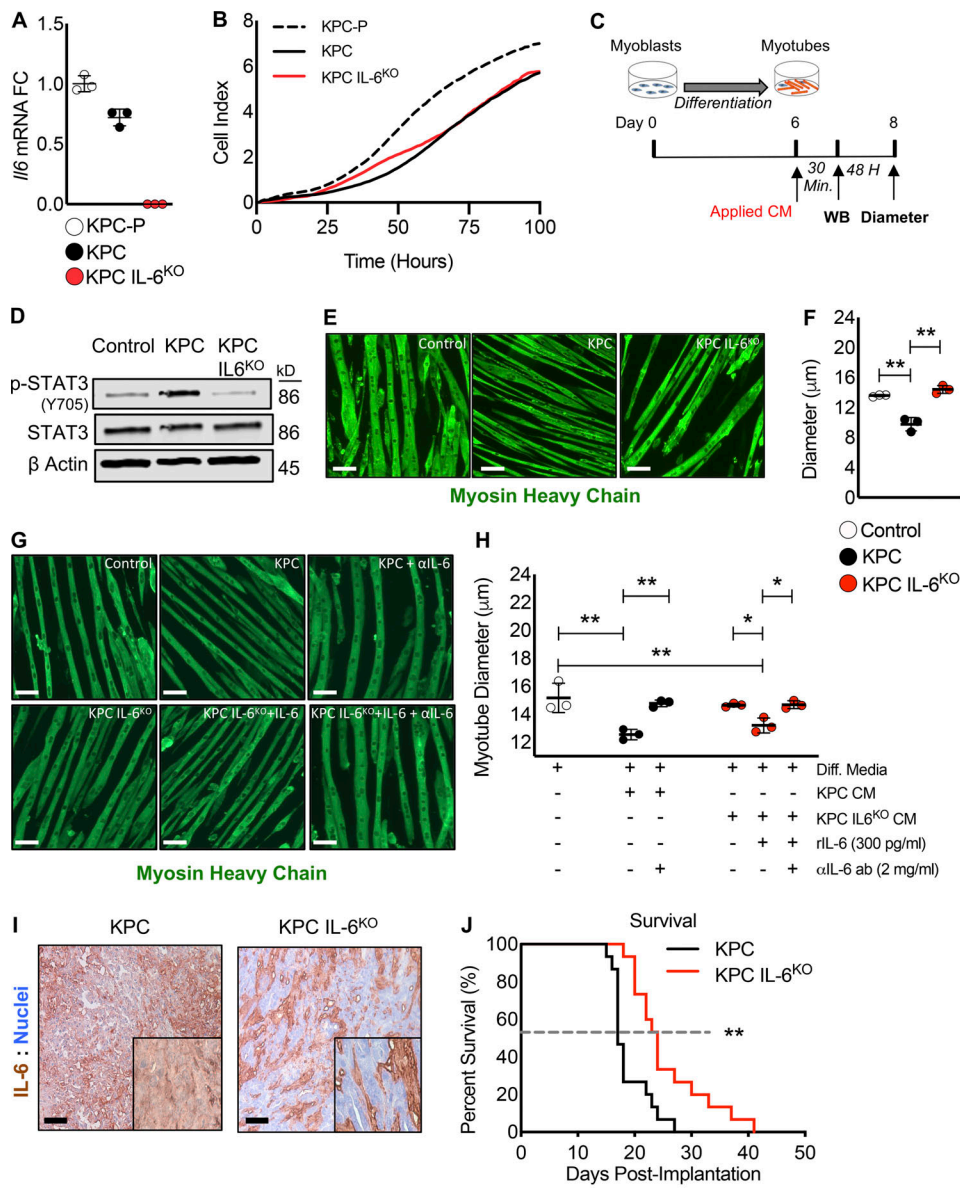 A
Il6 mRNA FC
1.5
1.0
0.5
0.0
KPC-P
KPC
KPC IL-6KO
B
Cell Index
8
6
4
2
0
0 25 50 75 100
Time (Hours)
KPC-P
KPC
KPC IL-6KO
C
Myoblasts
Myotubes
Differentiation
Day 0
6
8
30
Min.
48 H
Applied CM
WB
Diameter
D
Control
KPC
KPC
IL6KO
kD
p-STAT3
(Y705)
86
STAT3
86
β Actin
45
E
Control
KPC
KPC IL-6KO
Myosin Heavy Chain
F
Diameter (μm)
24
20
16
12
8
4
0
**
**
Control
KPC
KPC IL-6KO
G
Control
KPC
KPC + αIL-6
KPC IL-6KO
KPC IL-6KO+IL-6
KPC IL-6KO+IL-6 + αIL-6
Myosin Heavy Chain
H
Myotube Diameter (μm)
24
22
20
18
16
14
12
** ** *
** *
+ + + + + + Diff. Media
- + + - - - KPC CM
- - - + + + KPC IL6KO CM
- - - - + + rIL-6 (300 pg/ml)
- - + - - + αIL-6 ab (2 mg/ml)
I
KPC
KPC IL-6KO
IL-6 : Nuclei
J
Survival
KPC
KPC IL-6KO
Percent Survival (%)
100
80
60
40
20
0
**
0 10 20 30 40 50
Days Post-Implantation